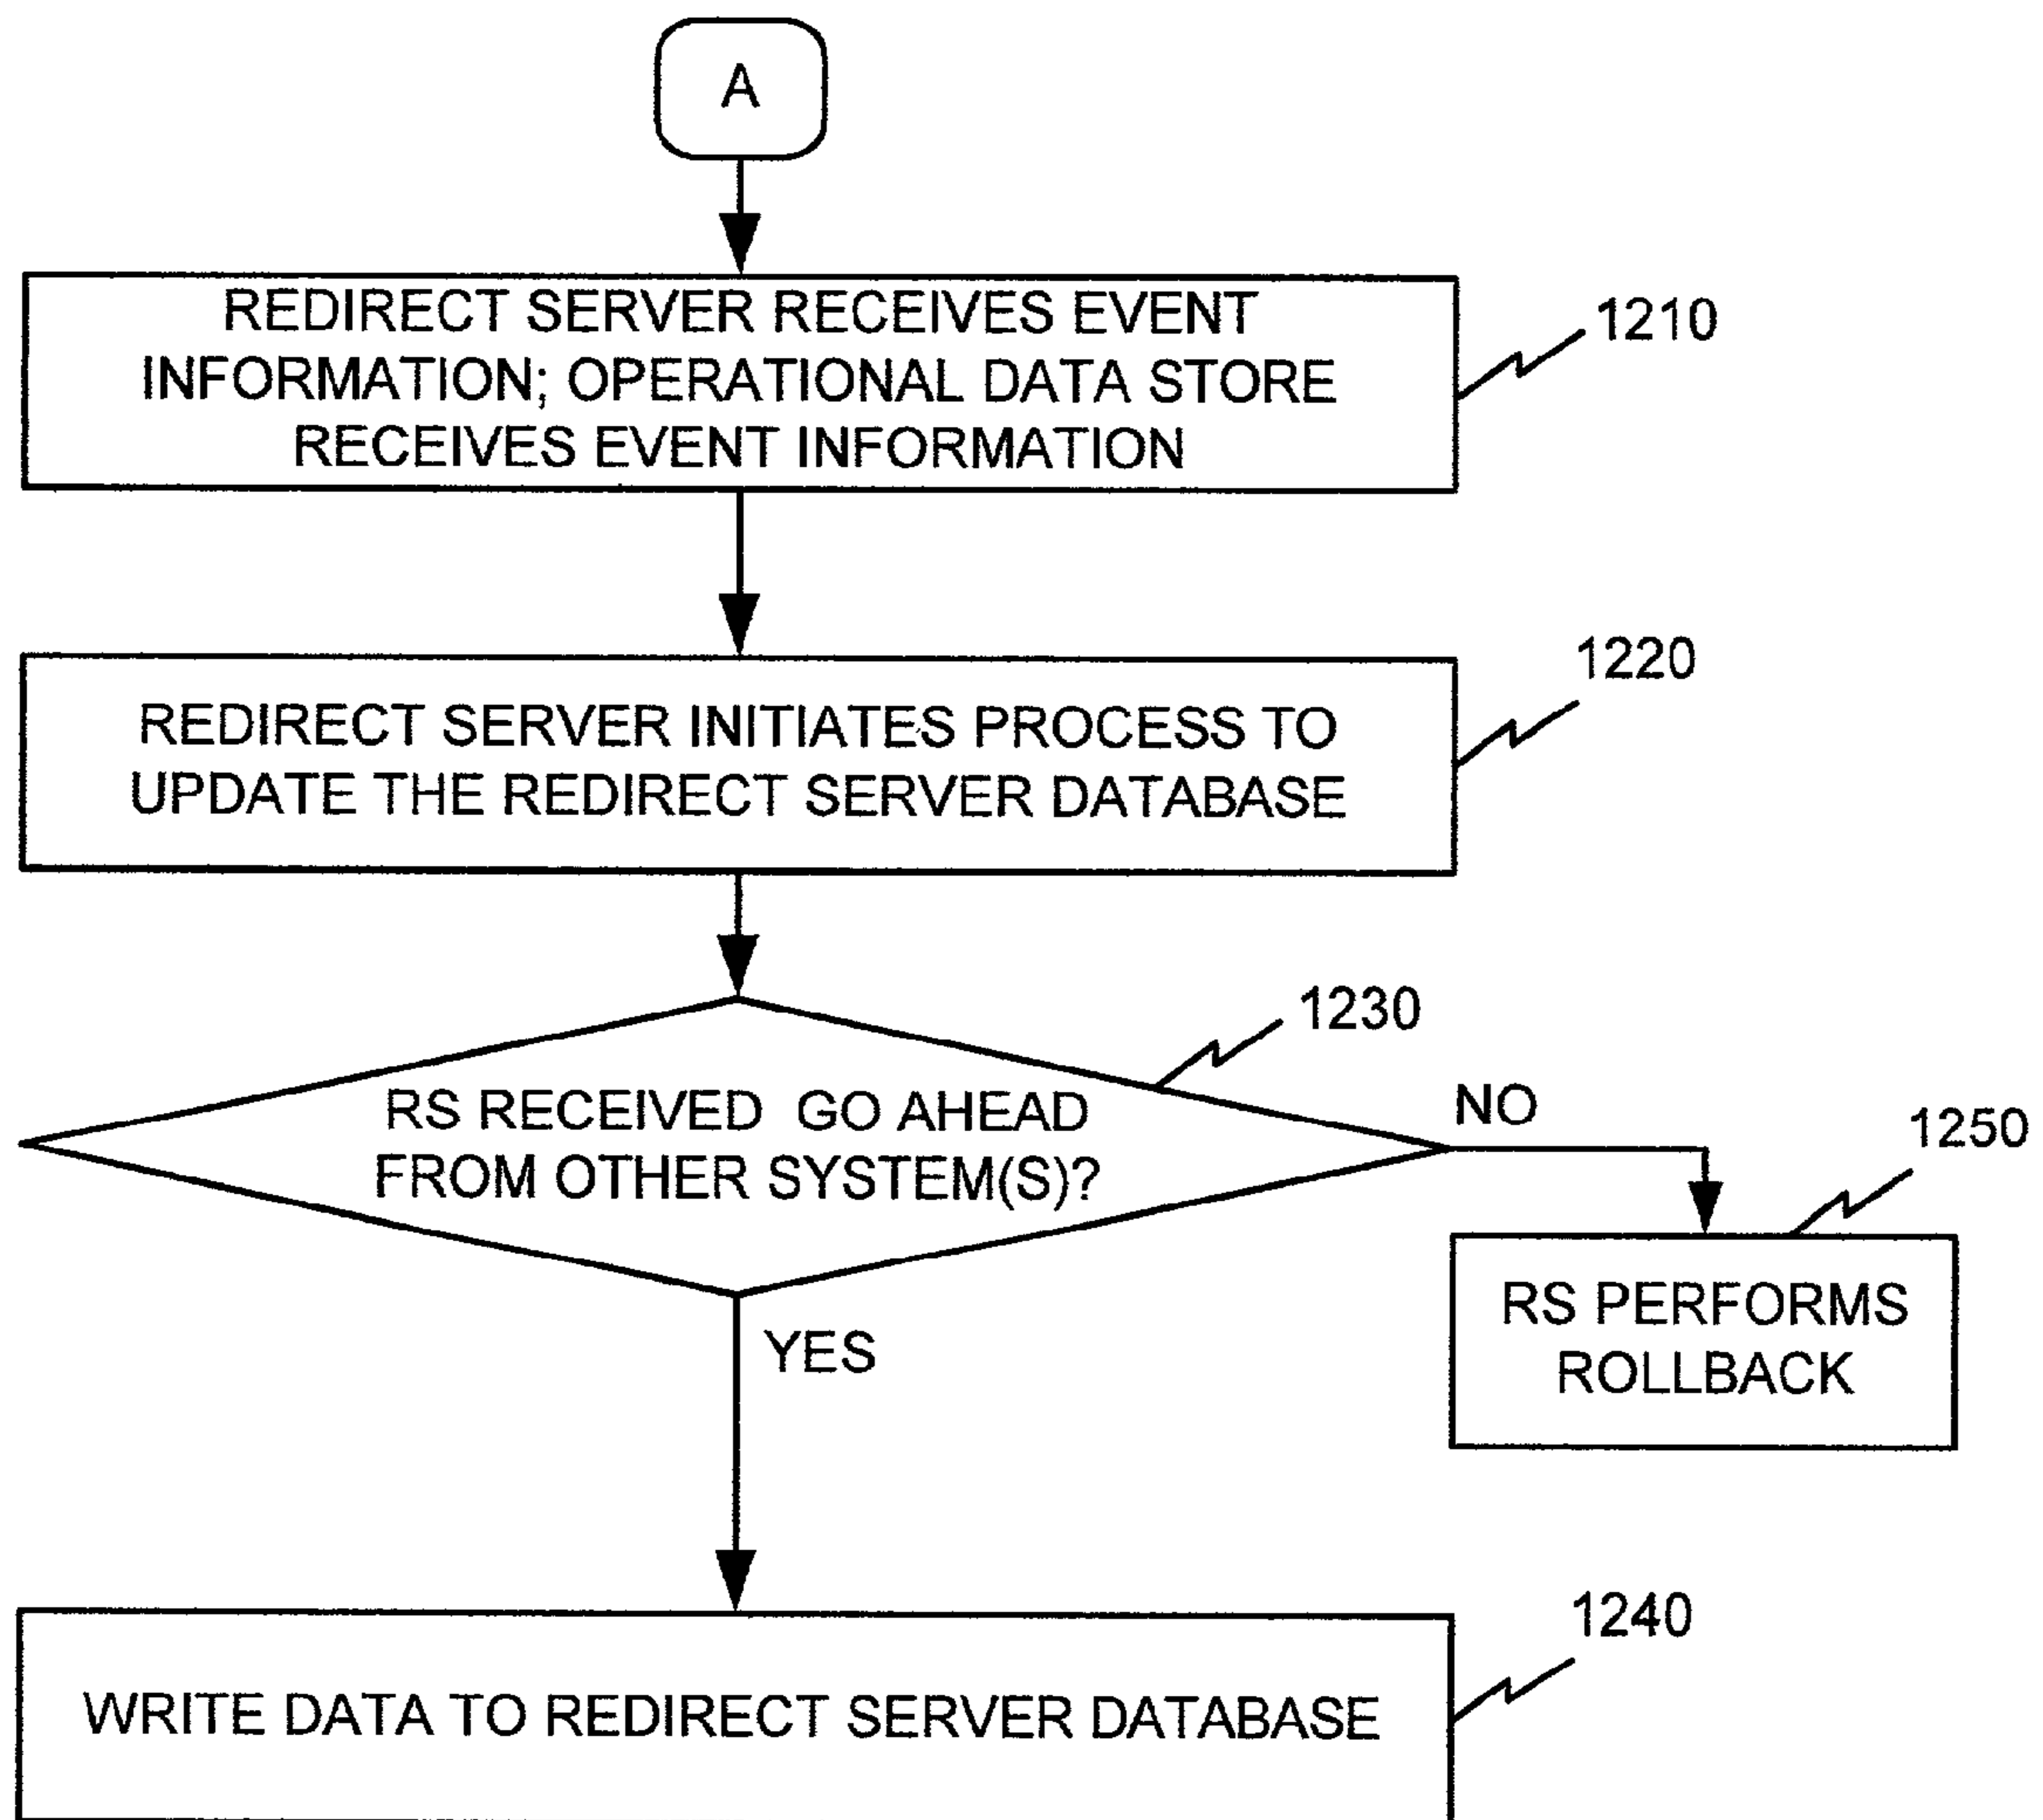 A
REDIRECT SERVER RECEIVES EVENT
INFORMATION; OPERATIONAL DATA STORE
RECEIVES EVENT INFORMATION
1210
REDIRECT SERVER INITIATES PROCESS TO
UPDATE THE REDIRECT SERVER DATABASE
1220
RS RECEIVED GO AHEAD
FROM OTHER SYSTEM(S)?
1230
NO
1250
RS PERFORMS
ROLLBACK
YES
WRITE DATA TO REDIRECT SERVER DATABASE
1240